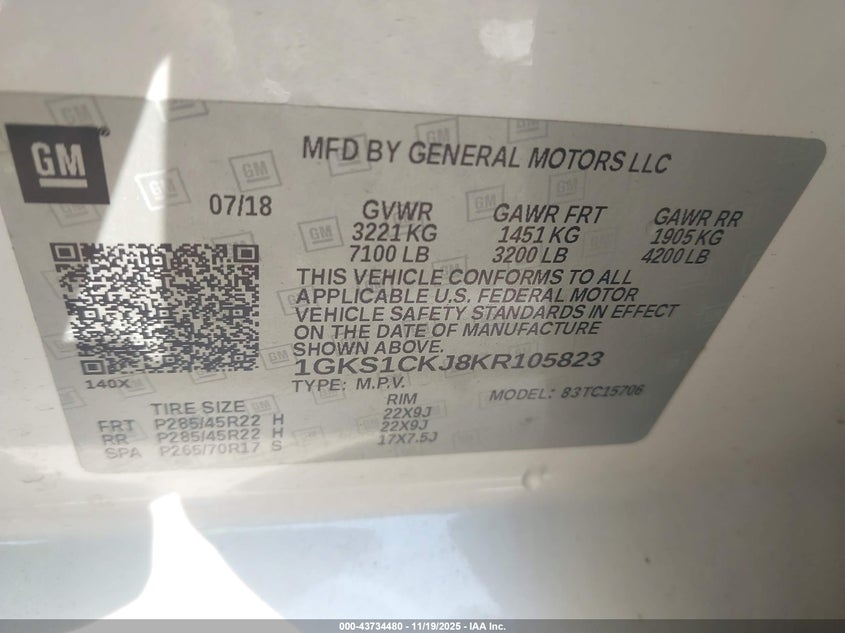 GM
MFD BY GENERAL MOTORS LLC
07/18
GVWR GAWR FRT GAWR RR
3221 KG 1451 KG 1905 KG
7100 LB 3200 LB 4200 LB
THIS VEHICLE CONFORMS TO ALL
APPLICABLE U.S. FEDERAL MOTOR
VEHICLE SAFETY STANDARDS IN EFFECT
ON THE DATE OF MANUFACTURE
SHOWN ABOVE.
1GKS1CKJ8KR105823
140X
TYPE: M.P.V. MODEL: 83TC15706
TIRE SIZE RIM
FRT P285/45R22 H 22X9J
RR P285/45R22 H 22X9J
SPA P265/70R17 S 17X7.5J
000-43734480 - 11/19/2025 - IAA Inc.